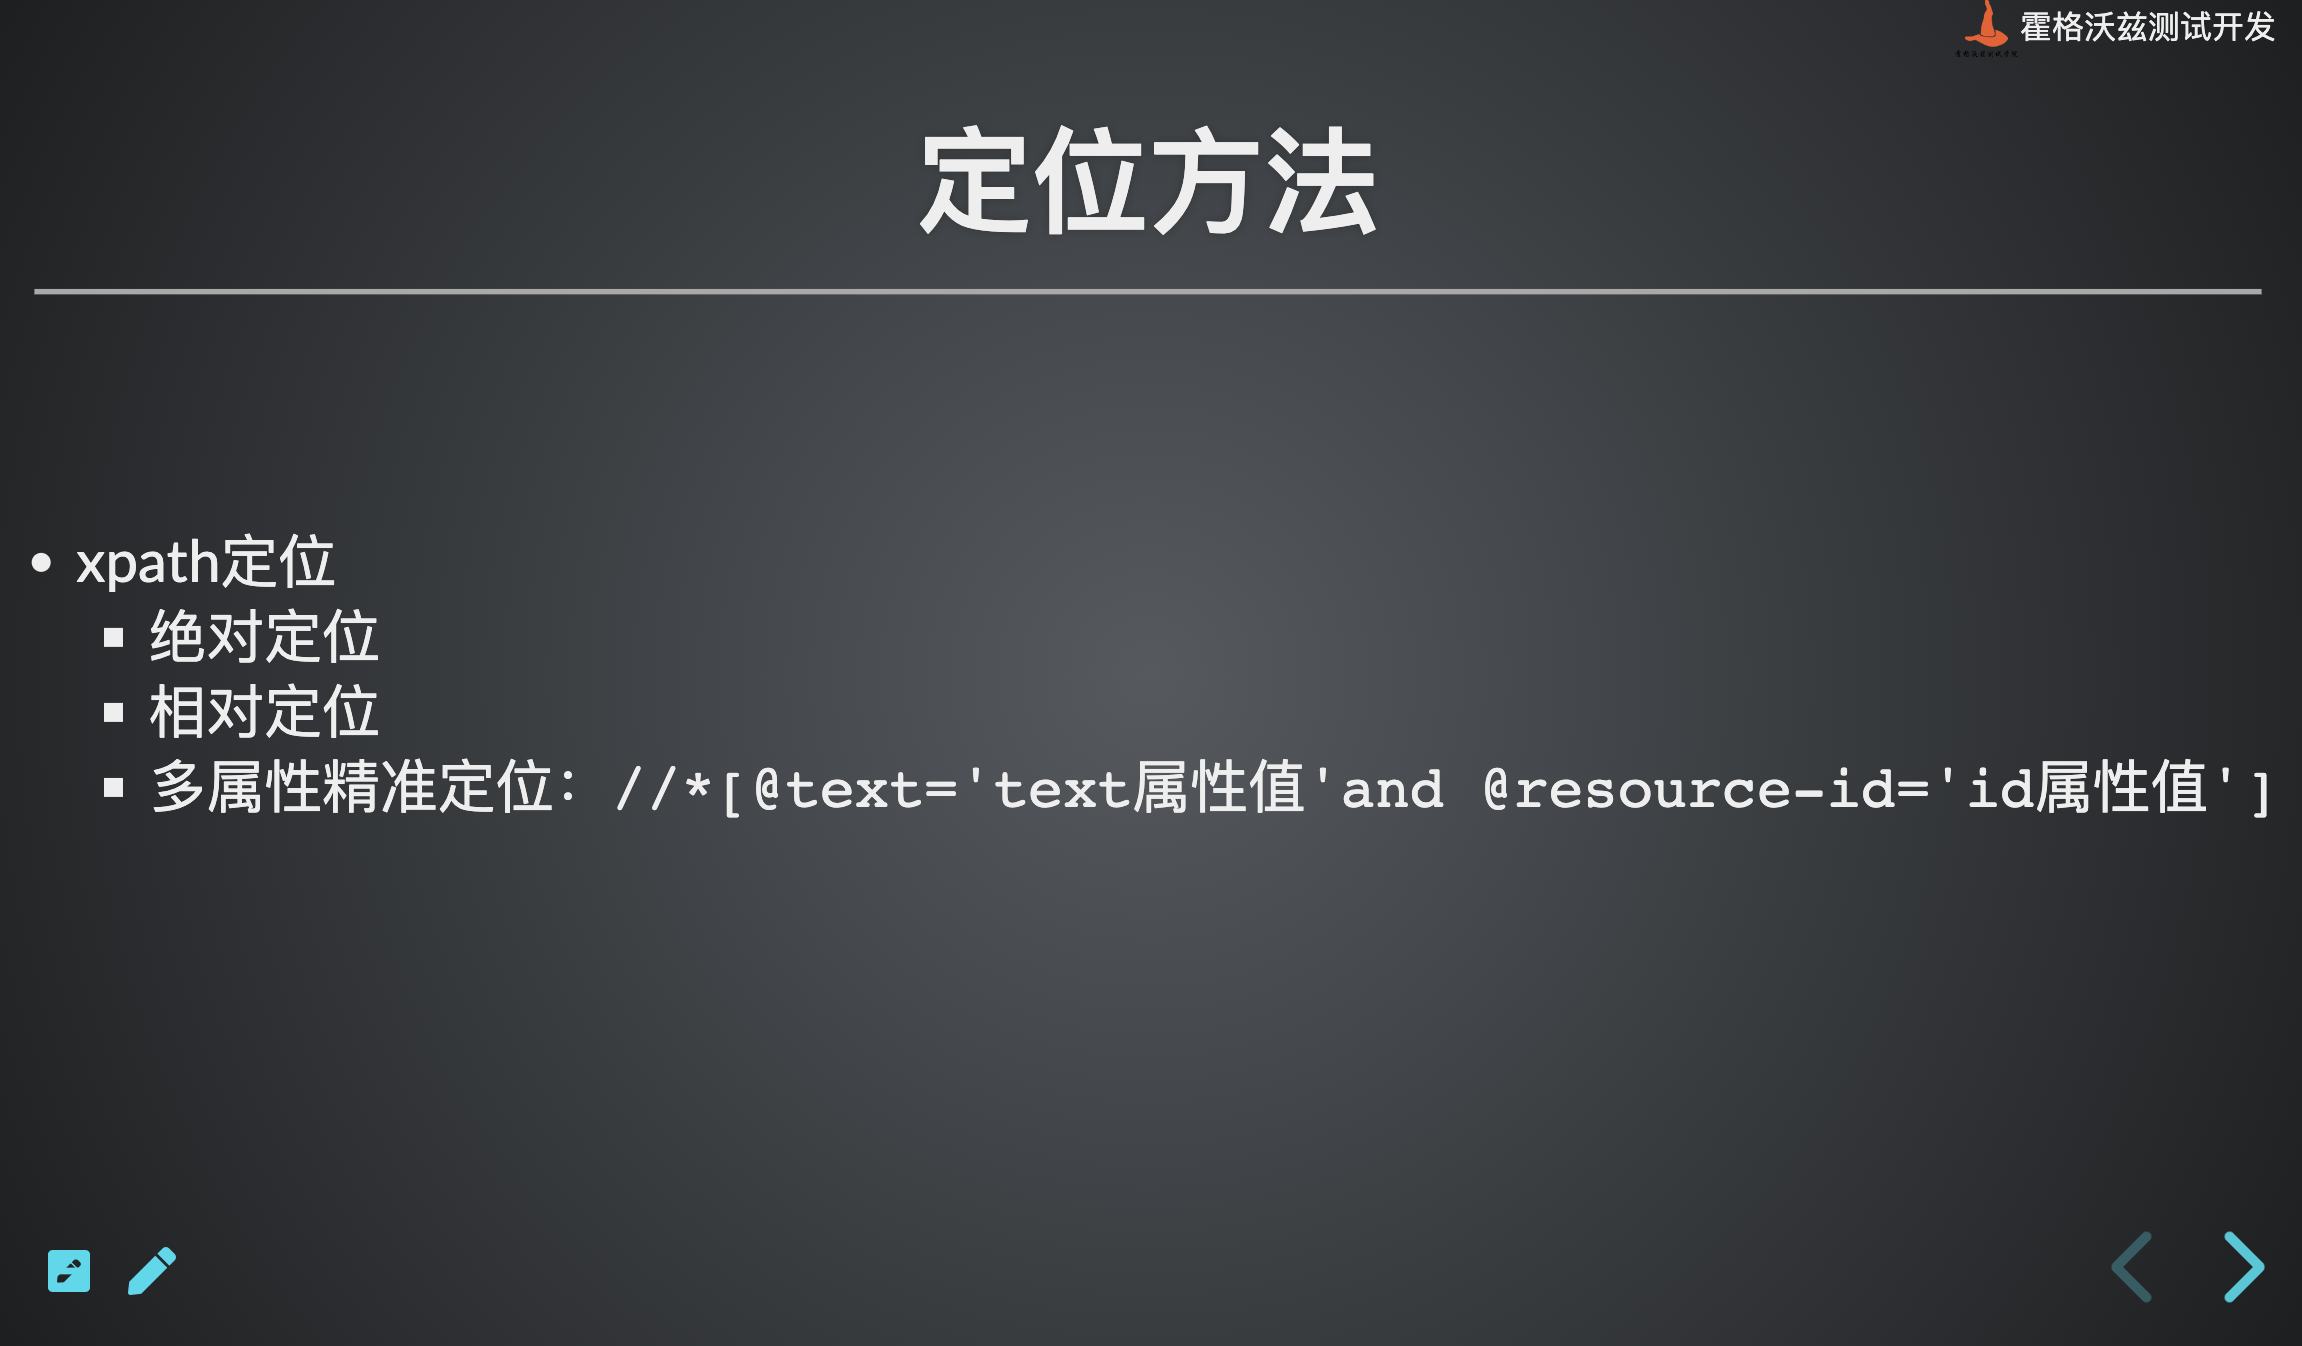 霍格沃兹测试开发
定位方法
xpath定位
绝对定位
相对定位
多属性精准定位：//*[@text='text属性值'and @resource-id='id属性值']